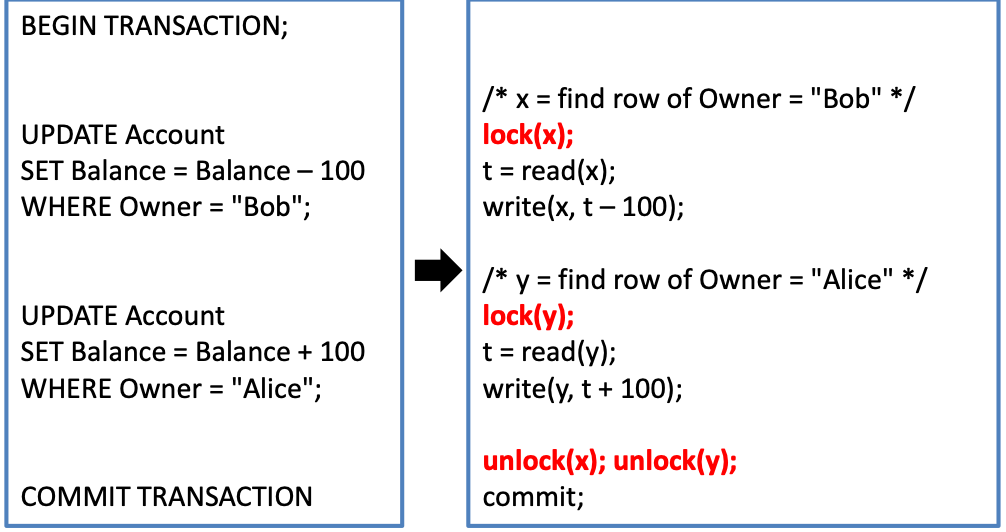 BEGIN TRANSACTION;
UPDATE Account
SET Balance = Balance – 100
WHERE Owner = "Bob";
UPDATE Account
SET Balance = Balance + 100
WHERE Owner = "Alice";
COMMIT TRANSACTION
/* x = find row of Owner = "Bob" */
lock(x);
t = read(x);
write(x, t – 100);
/* y = find row of Owner = "Alice" */
lock(y);
t = read(y);
write(y, t + 100);
unlock(x); unlock(y);
commit;